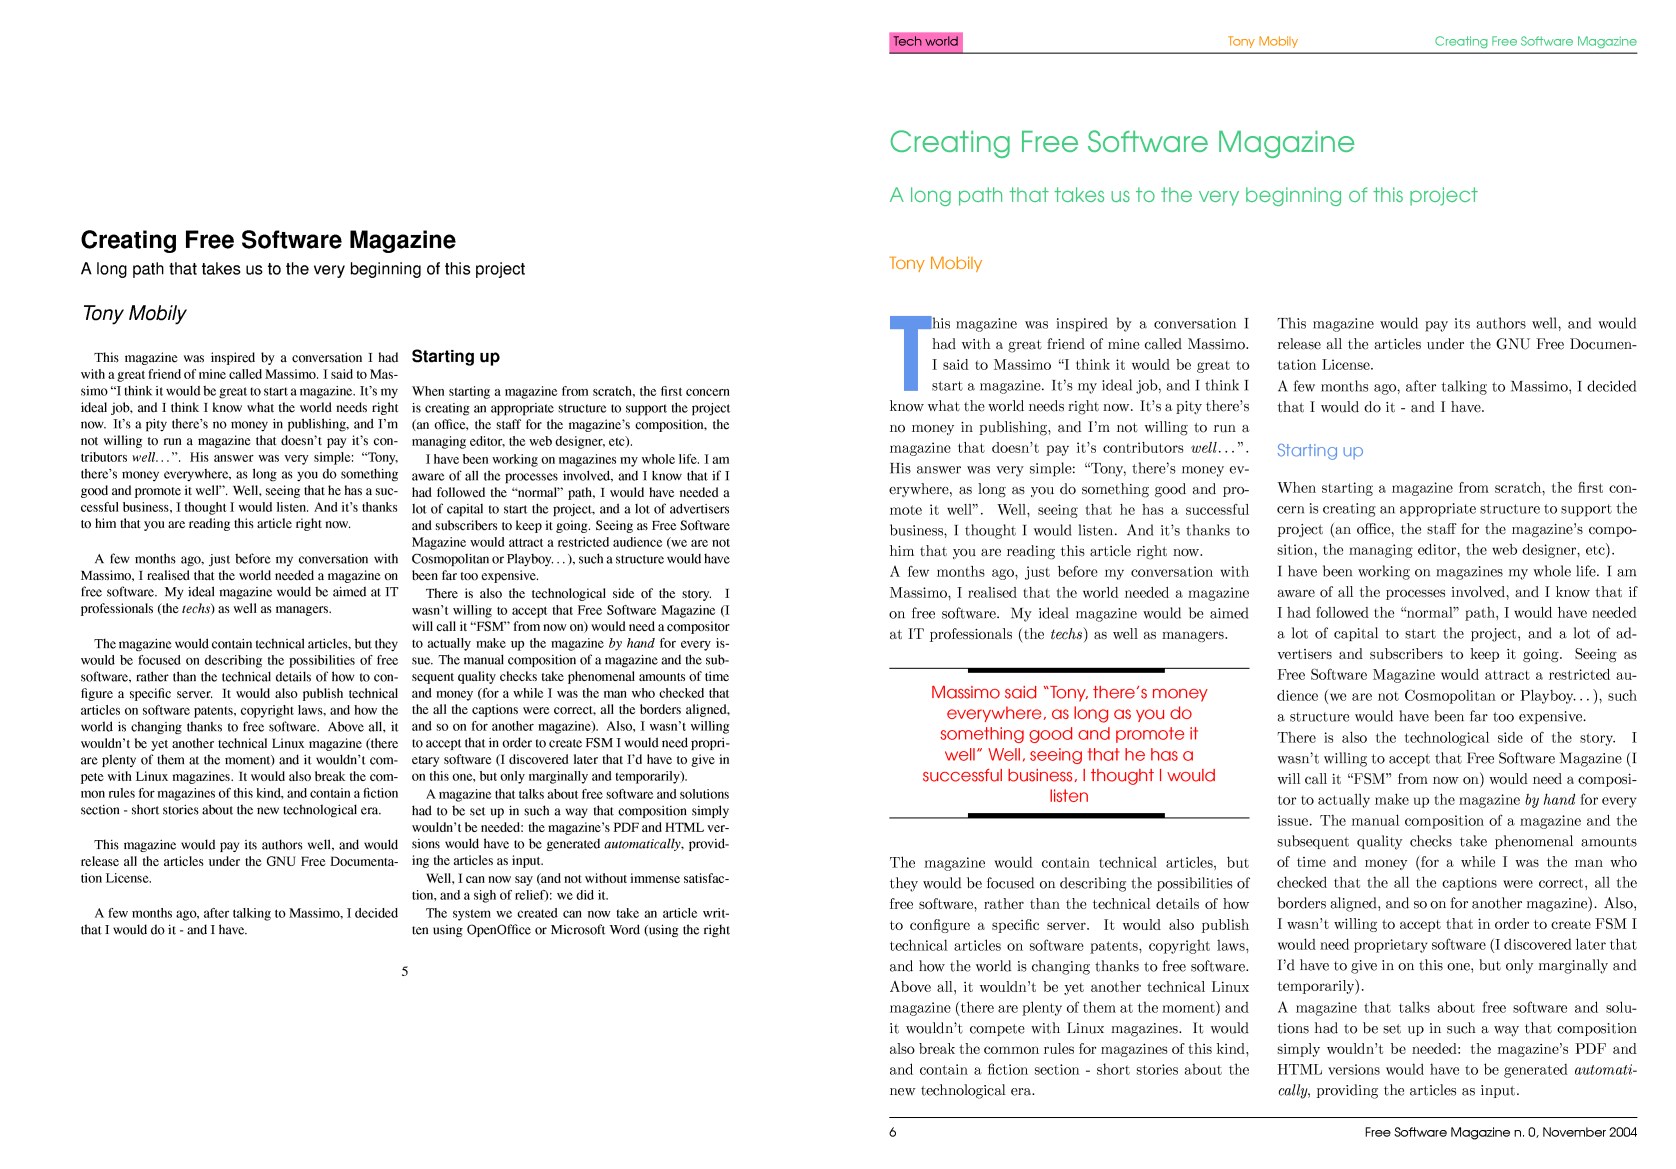 Creating Free Software Magazine
A long path that takes us to the very beginning of this project
Tony Mobily
This magazine was inspired by a conversation I had
with a great friend of mine called Massimo. I said to Mas-
simo “I think it would be great to start a magazine. It’s my
ideal job, and I think I know what the world needs right
now. It’s a pity there’s no money in publishing, and I’m
not willing to run a magazine that doesn’t pay it’s con-
tributors well...”. His answer was very simple: “Tony,
there’s money everywhere, as long as you do something
good and promote it well”. Well, seeing that he has a suc-
cessful business, I thought I would listen. And it’s thanks
to him that you are reading this article right now.
A few months ago, just before my conversation with
Massimo, I realised that the world needed a magazine on
free software. My ideal magazine would be aimed at IT
professionals (the techs) as well as managers.
The magazine would contain technical articles, but they
would be focused on describing the possibilities of free
software, rather than the technical details of how to con-
figure a specific server. It would also publish technical
articles on software patents, copyright laws, and how the
world is changing thanks to free software. Above all, it
wouldn’t be yet another technical Linux magazine (there
are plenty of them at the moment) and it wouldn’t com-
pete with Linux magazines. It would also break the com-
mon rules for magazines of this kind, and contain a fiction
section - short stories about the new technological era.
This magazine would pay its authors well, and would
release all the articles under the GNU Free Documenta-
tion License.
A few months ago, after talking to Massimo, I decided
that I would do it - and I have.
Starting up
When starting a magazine from scratch, the first concern
is creating an appropriate structure to support the project
(an office, the staff for the magazine’s composition, the
managing editor, the web designer, etc).
I have been working on magazines my whole life. I am
aware of all the processes involved, and I know that if I
had followed the “normal” path, I would have needed a
lot of capital to start the project, and a lot of advertisers
and subscribers to keep it going. Seeing as Free Software
Magazine would attract a restricted audience (we are not
Cosmopolitan or Playboy...), such a structure would have
been far too expensive.
There is also the technological side of the story. I
wasn’t willing to accept that Free Software Magazine (I
will call it “FSM” from now on) would need a compositor
to actually make up the magazine by hand for every is-
sue. The manual composition of a magazine and the sub-
sequent quality checks take phenomenal amounts of time
and money (for a while I was the man who checked that
the all the captions were correct, all the borders aligned,
and so on for another magazine). Also, I wasn’t willing
to accept that in order to create FSM I would need propri-
etary software (I discovered later that I’d have to give in
on this one, but only marginally and temporarily).
A magazine that talks about free software and solutions
had to be set up in such a way that composition simply
wouldn’t be needed: the magazine’s PDF and HTML ver-
sions would have to be generated automatically, provid-
ing the articles as input.
Well, I can now say (and not without immense satisfac-
tion, and a sigh of relief): we did it.
The system we created can now take an article writ-
ten using OpenOffice or Microsoft Word (using the right
5
Tech world Tony Mobily Creating Free Software Magazine
Creating Free Software Magazine
A long path that takes us to the very beginning of this project
Tony Mobily
This magazine was inspired by a conversation I
had with a great friend of mine called Massimo.
I said to Massimo “I think it would be great to
start a magazine. It’s my ideal job, and I think I
know what the world needs right now. It’s a pity there’s
no money in publishing, and I’m not willing to run a
magazine that doesn’t pay it’s contributors well...”.
His answer was very simple: “Tony, there’s money ev-
erywhere, as long as you do something good and pro-
mote it well”. Well, seeing that he has a successful
business, I thought I would listen. And it’s thanks to
him that you are reading this article right now.
A few months ago, just before my conversation with
Massimo, I realised that the world needed a magazine
on free software. My ideal magazine would be aimed
at IT professionals (the techs) as well as managers.
Massimo said “Tony, there’s money
everywhere, as long as you do
something good and promote it
well” Well, seeing that he has a
successful business, I thought I would
listen
The magazine would contain technical articles, but
they would be focused on describing the possibilities of
free software, rather than the technical details of how
to configure a specific server. It would also publish
technical articles on software patents, copyright laws,
and how the world is changing thanks to free software.
Above all, it wouldn’t be yet another technical Linux
magazine (there are plenty of them at the moment) and
it wouldn’t compete with Linux magazines. It would
also break the common rules for magazines of this kind,
and contain a fiction section - short stories about the
new technological era.
This magazine would pay its authors well, and would
release all the articles under the GNU Free Documen-
tation License.
A few months ago, after talking to Massimo, I decided
that I would do it - and I have.
Starting up
When starting a magazine from scratch, the first con-
cern is creating an appropriate structure to support the
project (an office, the staff for the magazine’s compo-
sition, the managing editor, the web designer, etc).
I have been working on magazines my whole life. I am
aware of all the processes involved, and I know that if
I had followed the “normal” path, I would have needed
a lot of capital to start the project, and a lot of ad-
vertisers and subscribers to keep it going. Seeing as
Free Software Magazine would attract a restricted au-
dience (we are not Cosmopolitan or Playboy...), such
a structure would have been far too expensive.
There is also the technological side of the story. I
wasn’t willing to accept that Free Software Magazine (I
will call it “FSM” from now on) would need a composi-
tor to actually make up the magazine by hand for every
issue. The manual composition of a magazine and the
subsequent quality checks take phenomenal amounts
of time and money (for a while I was the man who
checked that the all the captions were correct, all the
borders aligned, and so on for another magazine). Also,
I wasn’t willing to accept that in order to create FSM I
would need proprietary software (I discovered later that
I’d have to give in on this one, but only marginally and
temporarily).
A magazine that talks about free software and solu-
tions had to be set up in such a way that composition
simply wouldn’t be needed: the magazine’s PDF and
HTML versions would have to be generated automati-
cally, providing the articles as input.
6 Free Software Magazine n. 0, November 2004